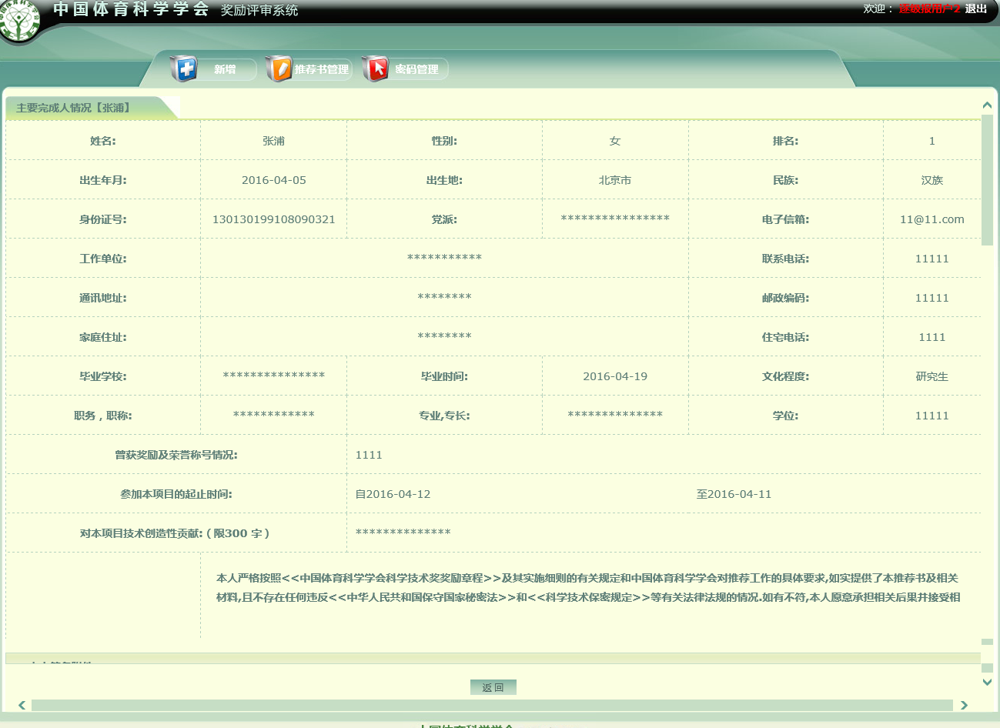 中国体育科学学会 奖励评审系统 欢迎： 逐级报用户2 退出
新增 推荐书管理 密码管理
主要完成人情况【张浦】
姓名: 张浦 性别: 女 排名: 1
出生年月: 2016-04-05 出生地: 北京市 民族: 汉族
身份证号: 130130199108090321 党派: **************** 电子信箱: 11@11.com
工作单位: *********** 联系电话: 11111
通讯地址: ******** 邮政编码: 11111
家庭住址: ******** 住宅电话: 1111
毕业学校: *************** 毕业时间: 2016-04-19 文化程度: 研究生
职务，职称: ************ 专业,专长: ************** 学位: 11111
曾获奖励及荣誉称号情况: 1111
参加本项目的起止时间: 自2016-04-12 至2016-04-11
对本项目技术创造性贡献:（限300 字） **************
本人严格按照<<中国体育科学学会科学技术奖奖励章程>>及其实施细则的有关规定和中国体育科学学会对推荐工作的具体要求,如实提供了本推荐书及相关
材料,且不存在任何违反<<中华人民共和国保守国家秘密法>>和<<科学技术保密规定>>等有关法律法规的情况.如有不符,本人愿意承担相关后果并接受相
返回
中国体育科学学会